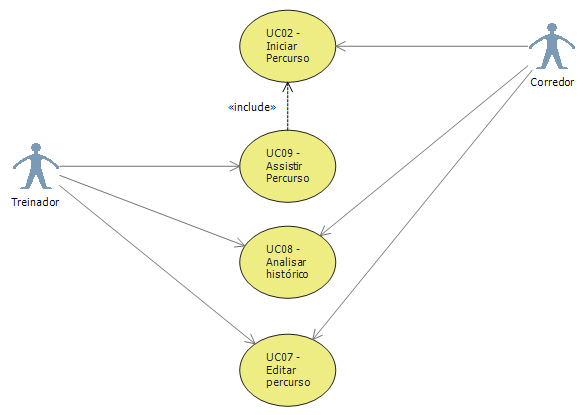 UC02 -
Iniciar
Percurso
Corredor
«include»
UC09 -
Assistir
Percurso
Treinador
UC08 -
Analisar
histórico
UC07 -
Editar
percurso